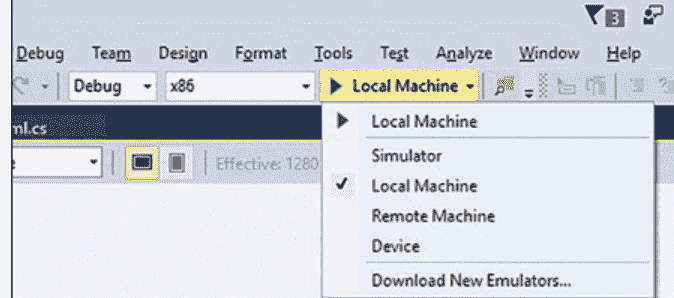 3
Debug Team Design Format Tools Test Analyze Window Help
Debug x86 Local Machine
ml.cs
Local Machine
Effective: 1280
Simulator
Local Machine
Remote Machine
Device
Download New Emulators...